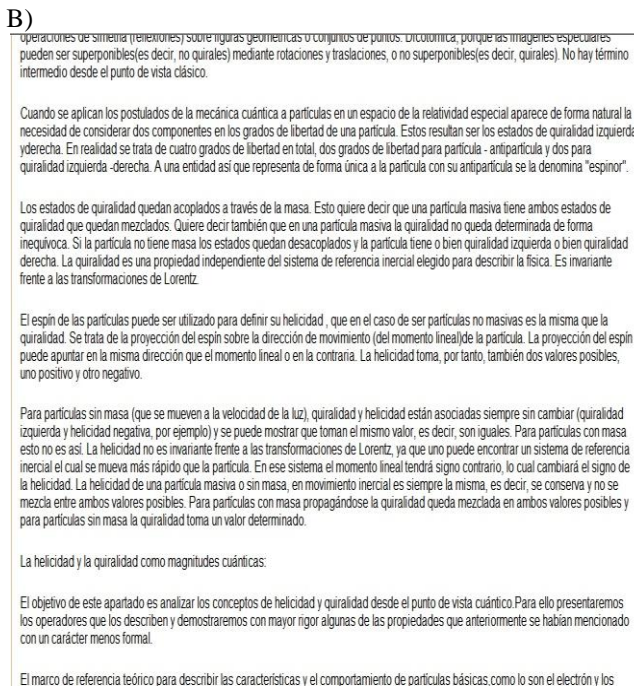 B)
operaciones de simetría (reflexiones) sobre figuras geométricas o conjuntos de puntos. Dicotómica, porque las imágenes especulares
pueden ser superponibles(es decir, no quirales) mediante rotaciones y traslaciones, o no superponibles(es decir, quirales). No hay término
intermedio desde el punto de vista clásico.
Cuando se aplican los postulados de la mecánica cuántica a partículas en un espacio de la relatividad especial aparece de forma natural la
necesidad de considerar dos componentes en los grados de libertad de una partícula. Estos resultan ser los estados de quiralidad izquierda
yderecha. En realidad se trata de cuatro grados de libertad en total, dos grados de libertad para partícula - antipartícula y dos para
quiralidad izquierda -derecha. A una entidad así que representa de forma única a la partícula con su antipartícula se la denomina "espinor".
Los estados de quiralidad quedan acoplados a través de la masa. Esto quiere decir que una partícula masiva tiene ambos estados de
quiralidad que quedan mezclados. Quiere decir también que en una partícula masiva la quiralidad no queda determinada de forma
inequívoca. Si la partícula no tiene masa los estados quedan desacoplados y la partícula tiene o bien quiralidad izquierda o bien quiralidad
derecha. La quiralidad es una propiedad independiente del sistema de referencia inercial elegido para describir la física. Es invariante
frente a las transformaciones de Lorentz.
El espín de las partículas puede ser utilizado para definir su helicidad , que en el caso de ser partículas no masivas es la misma que la
quiralidad. Se trata de la proyección del espín sobre la dirección de movimiento (del momento lineal)de la partícula. La proyección del espín
puede apuntar en la misma dirección que el momento lineal o en la contraria. La helicidad toma, por tanto, también dos valores posibles,
uno positivo y otro negativo.
Para partículas sin masa (que se mueven a la velocidad de la luz), quiralidad y helicidad están asociadas siempre sin cambiar (quiralidad
izquierda y helicidad negativa, por ejemplo) y se puede mostrar que toman el mismo valor, es decir, son iguales. Para partículas con masa
esto no es así. La helicidad no es invariante frente a las transformaciones de Lorentz, ya que uno puede encontrar un sistema de referencia
inercial el cual se mueva más rápido que la partícula. En ese sistema el momento lineal tendrá signo contrario, lo cual cambiará el signo de
la helicidad. La helicidad de una partícula masiva o sin masa, en movimiento inercial es siempre la misma, es decir, se conserva y no se
mezcla entre ambos valores posibles. Para partículas con masa propagándose la quiralidad queda mezclada en ambos valores posibles y
para partículas sin masa la quiralidad toma un valor determinado.
La helicidad y la quiralidad como magnitudes cuánticas:
El objetivo de este apartado es analizar los conceptos de helicidad y quiralidad desde el punto de vista cuántico.Para ello presentaremos
los operadores que los describen y demostraremos con mayor rigor algunas de las propiedades que anteriormente se habían mencionado
con un carácter menos formal.
El marco de referencia teórico para describir las características y el comportamiento de partículas básicas,como lo son el electrón y los